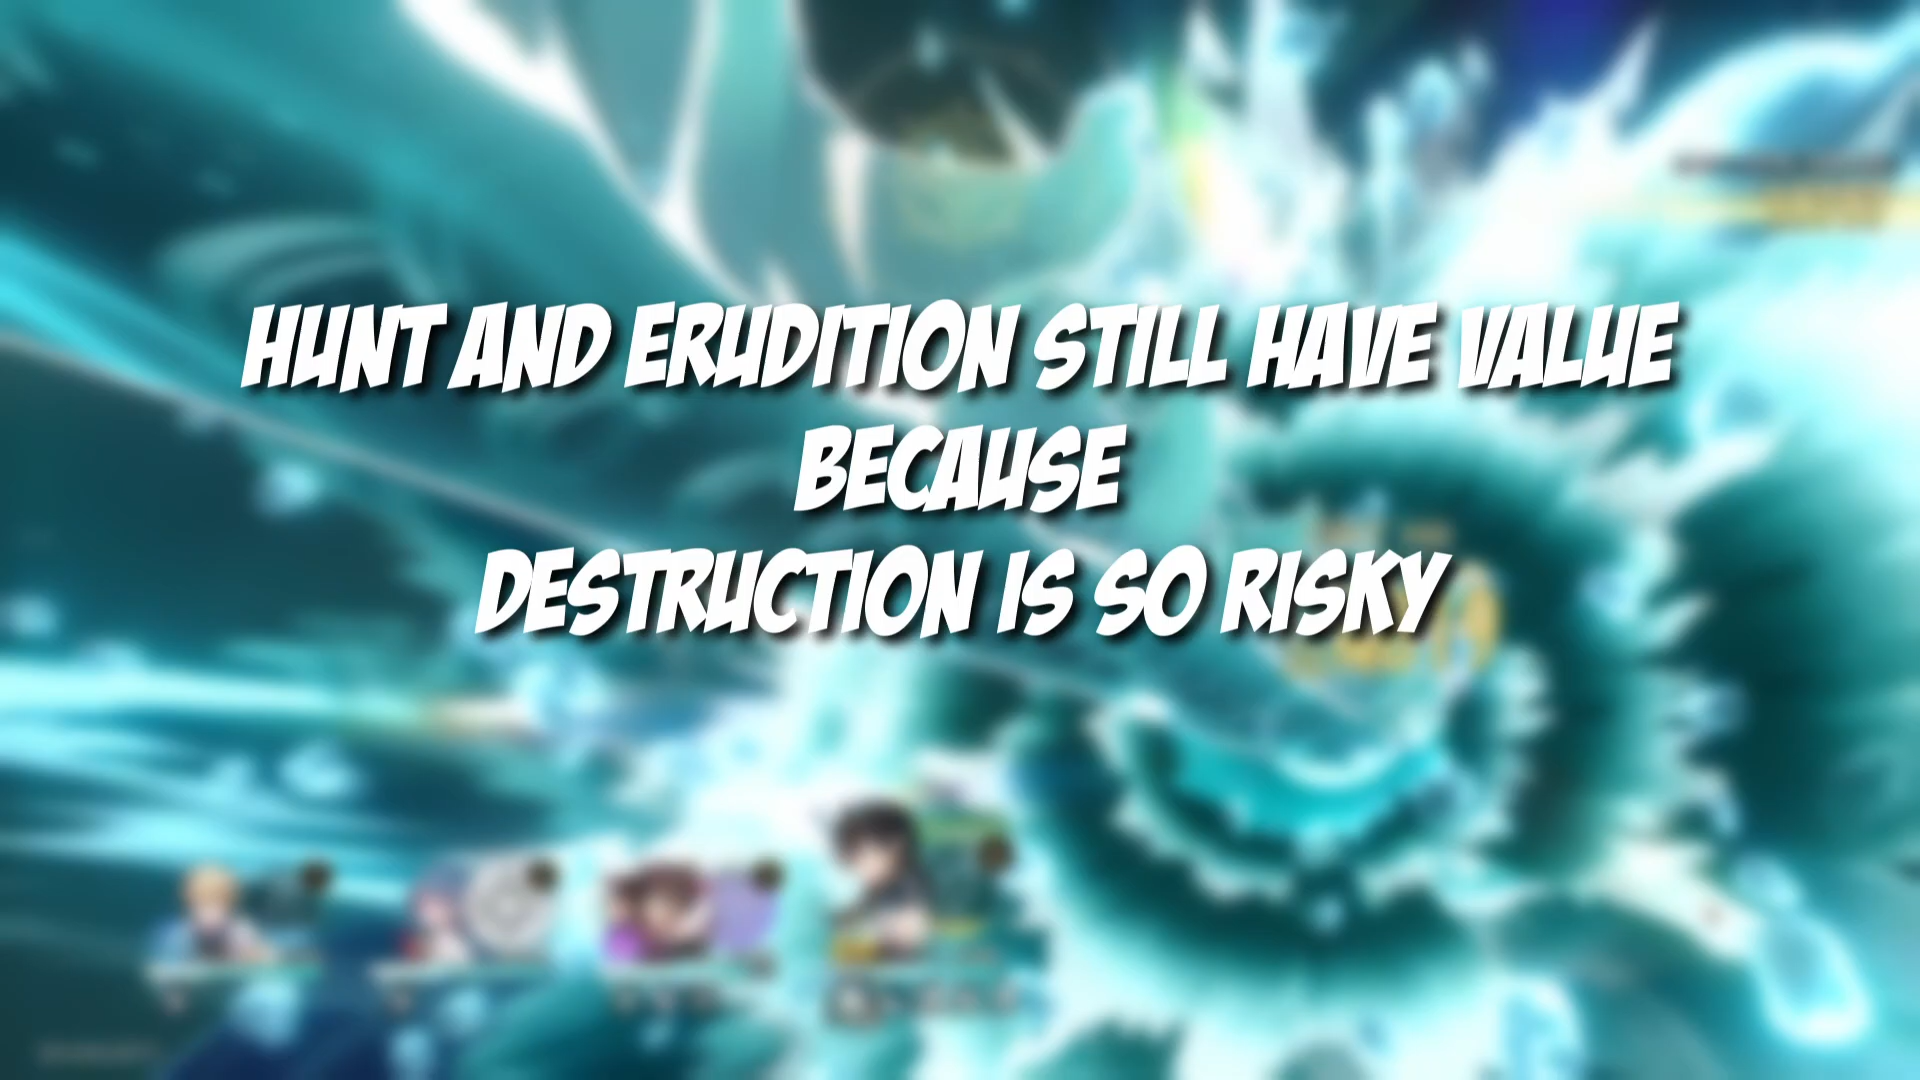 HUNT AND ERUDITION STILL HAVE VALUE
BECAUSE
DESTRUCTION IS SO RISKY